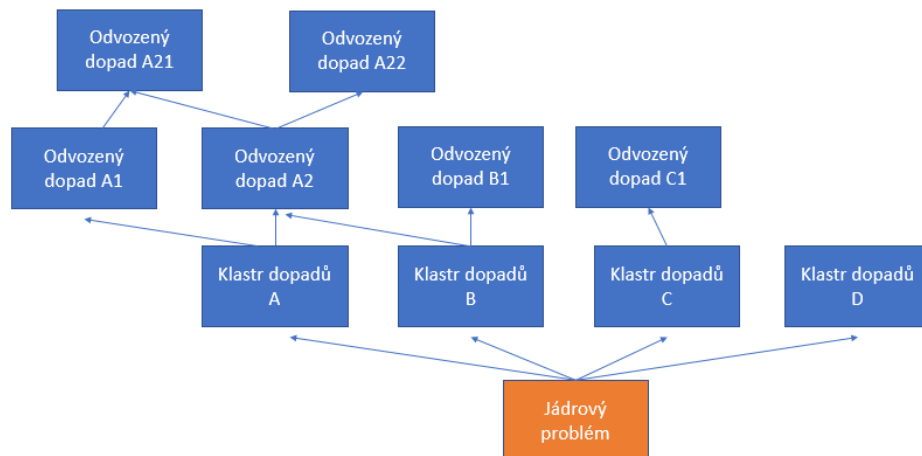 Odvozený
dopad A21
Odvozený
dopad A22
Odvozený
dopad A1
Odvozený
dopad A2
Odvozený
dopad B1
Odvozený
dopad C1
Klastr dopadů
A
Klastr dopadů
B
Klastr dopadů
C
Klastr dopadů
D
Jádrový
problém